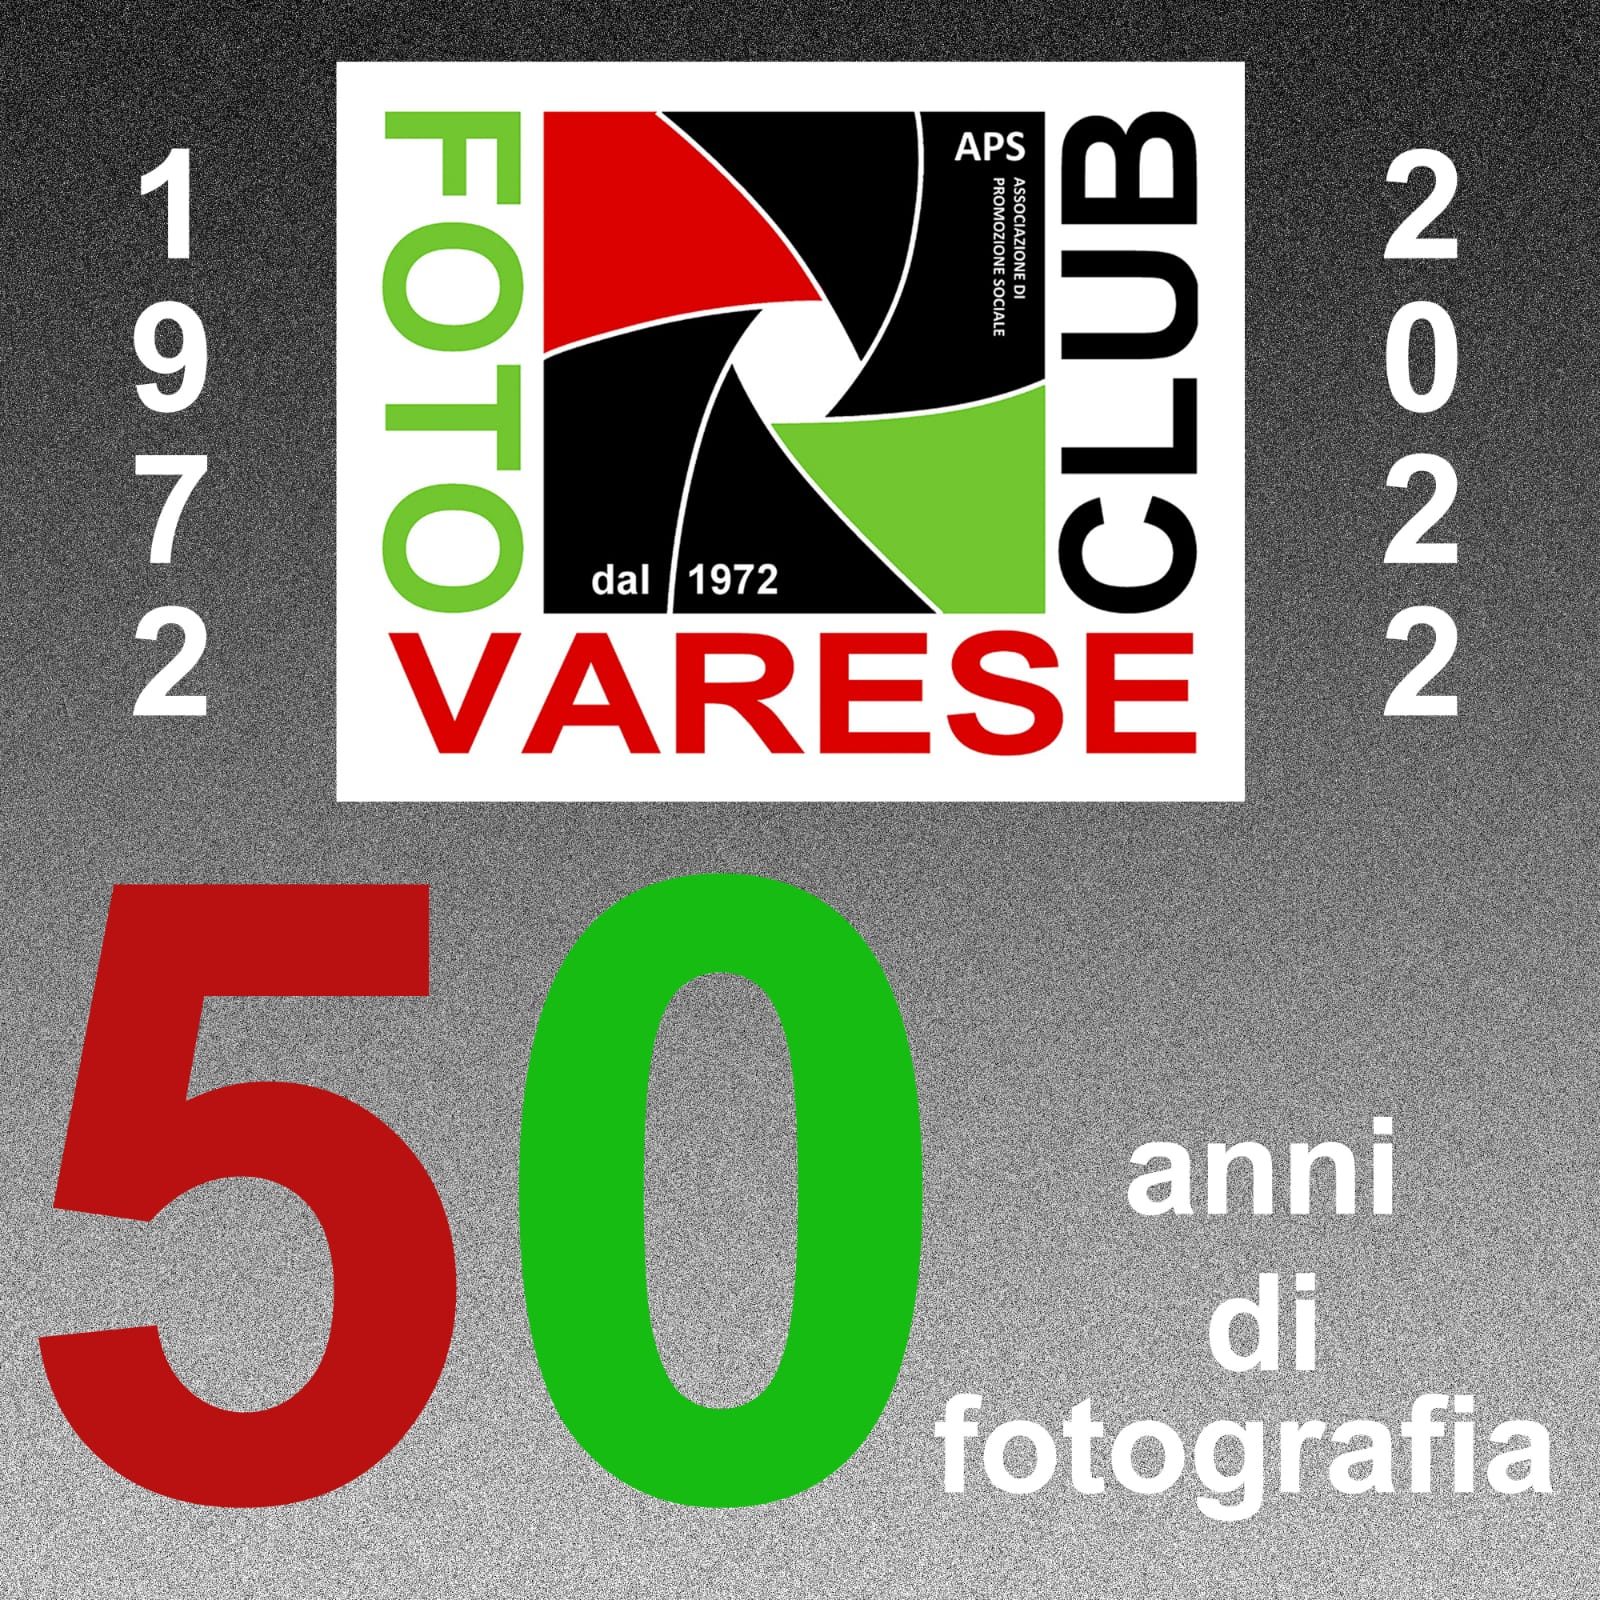 1972
FOTO
APS
ASSOCIAZIONE DI
PROMOZIONE SOCIALE
dal 1972
CLUB
VARESE
2022
50
anni
di
fotografia